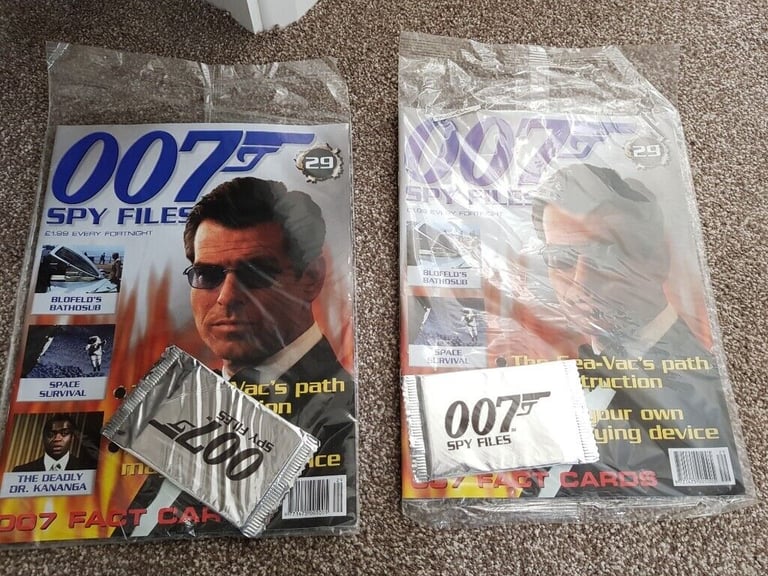 007
29
SPY FILES
£1.99 EVERY FORTNIGHT
BLOFELD'S
BATHOSUB
SPACE
SURVIVAL
THE DEADLY
DR. KANANGA
Vac's path
007
SPY FILES
007 FACT CAR
007
29
SPY FILES
£1.99 EVERY FORTNIGHT
BLOFELD'S
BATHOSUB
SPACE
SURVIVAL
The Sea-Vac's path
struction
your own
ying device
007
SPY FILES
007 FACT CARDS